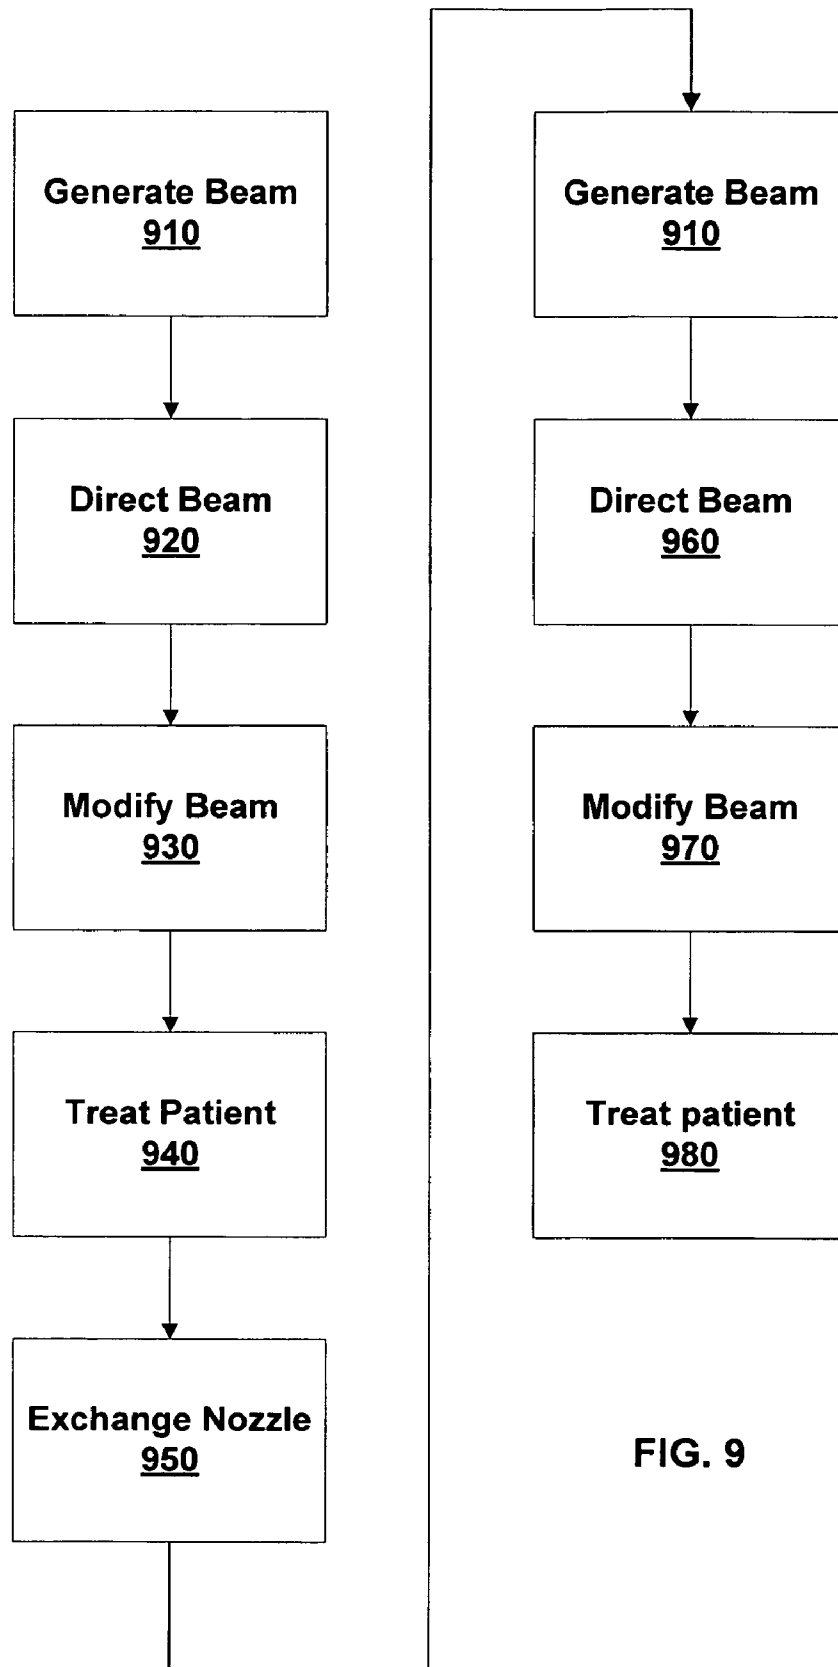 Generate Beam
910
Direct Beam
920
Modify Beam
930
Treat Patient
940
Exchange Nozzle
950
Generate Beam
910
Direct Beam
960
Modify Beam
970
Treat patient
980
FIG. 9